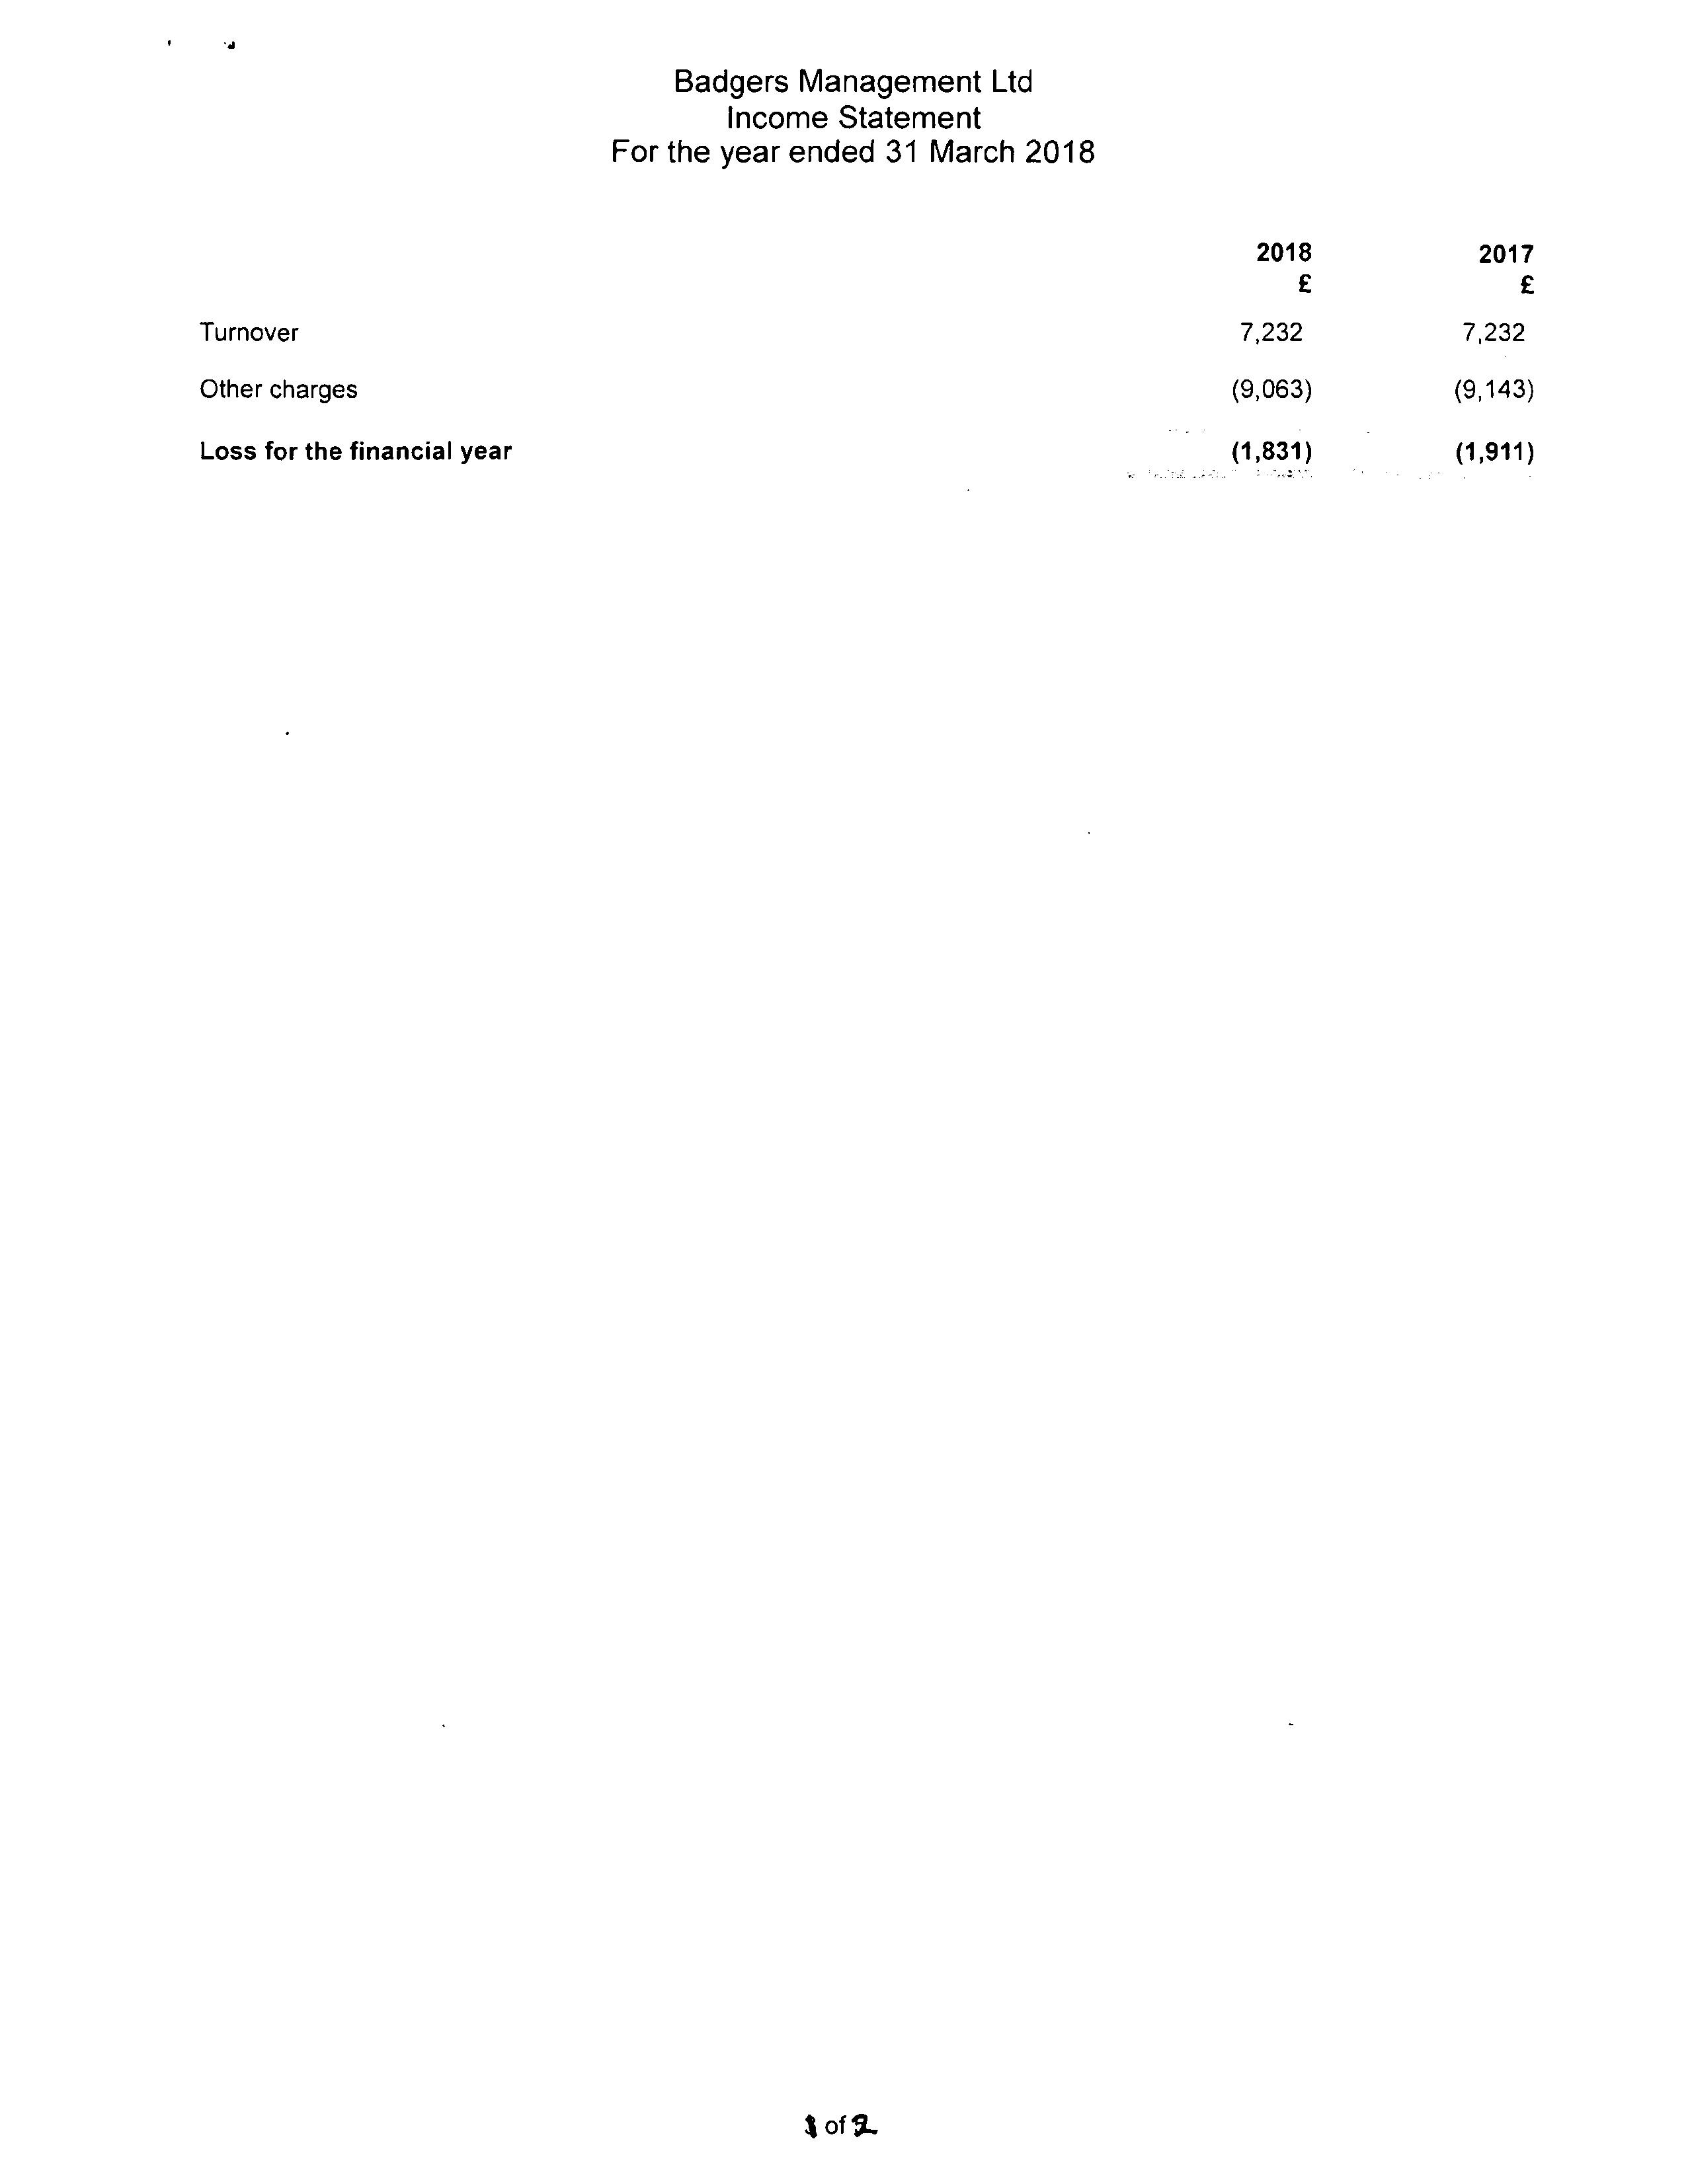 Badgers Management Ltd
Income Statement
For the year ended 31 March 2018
2018 2017
£ £
Turnover 7,232 7,232
Other charges (9,063) (9,143)
Loss for the financial year (1,831) (1,911)
1 of 2